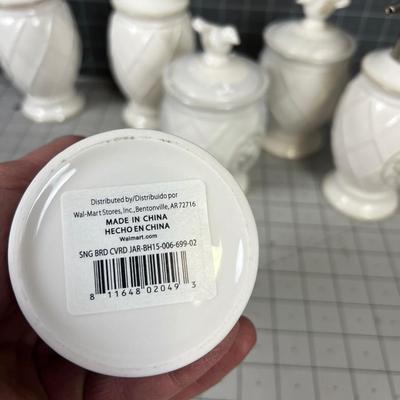 Distributed by/Distribuido por
Wal-Mart Stores, Inc., Bentonville, AR 72716
MADE IN CHINA
HECHO EN CHINA
Walmart.com
SNG BRD CVRD JAR-BH15-006-699-02
8 11648 02049 3